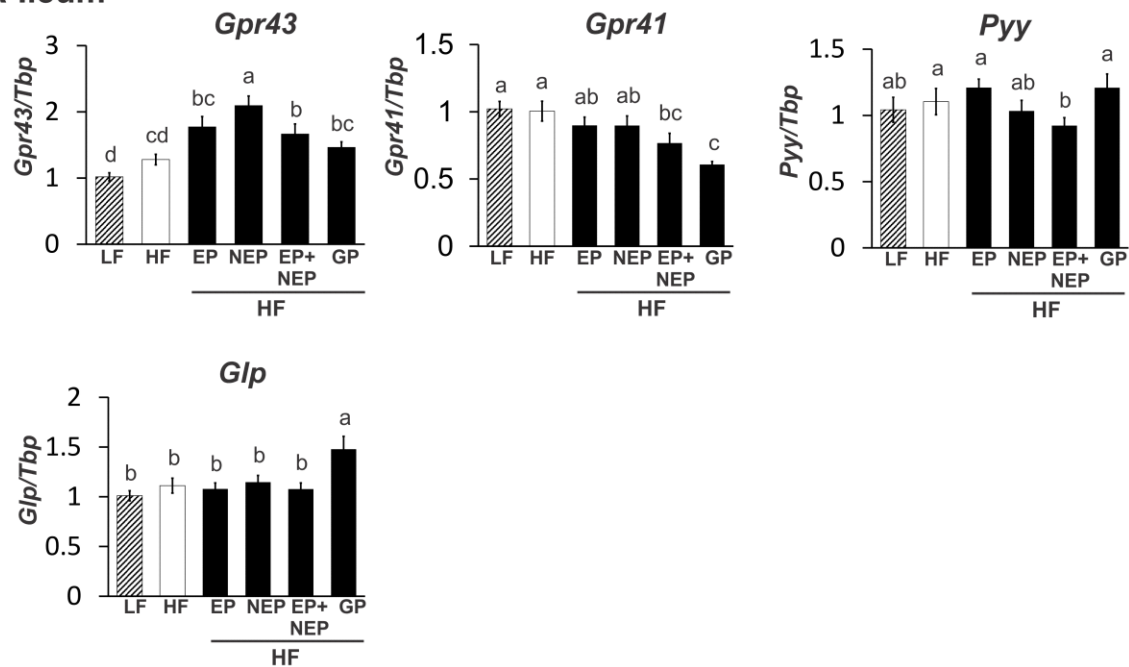 Gpr43
Gpr43/Tbp
3
2
1
0
d
cd
bc
a
b
bc
LF HF EP NEP EP+ NEP GP
HF
Gpr41
Gpr41/Tbp
1.5
1
0.5
0
a
a
ab
ab
bc
c
LF HF EP NEP EP+ NEP GP
HF
Pyy
Pyy/Tbp
1.5
1
0.5
0
ab
a
a
ab
b
a
LF HF EP NEP EP+ NEP GP
HF
Glp
Glp/Tbp
2
1.5
1
0.5
0
b
b
b
b
b
a
LF HF EP NEP EP+ NEP GP
HF